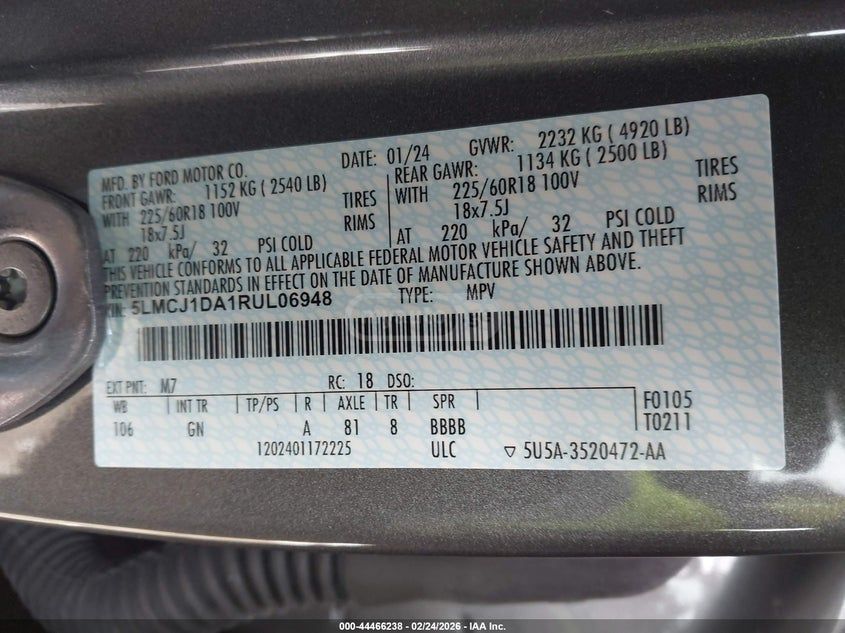 MFD. BY FORD MOTOR CO. DATE: 01/24 GVWR: 2232 KG ( 4920 LB)
FRONT GAWR: 1152 KG ( 2540 LB) REAR GAWR: 1134 KG ( 2500 LB)
WITH 225/60R18 100V TIRES WITH 225/60R18 100V TIRES
18x7.5J RIMS 18x7.5J RIMS
AT 220 kPa/ 32 PSI COLD AT 220 kPa/ 32 PSI COLD
THIS VEHICLE CONFORMS TO ALL APPLICABLE FEDERAL MOTOR VEHICLE SAFETY AND THEFT
PREVENTION STANDARDS IN EFFECT ON THE DATE OF MANUFACTURE SHOWN ABOVE.
5LMCJ1DA1RUL06948 TYPE: MPV
EXT PNT: M7 RC: 18 DSO:
WB INT TR TP/PS R AXLE TR SPR F0105
106 GN A 81 8 BBBB T0211
1202401172225 ULC ▽ 5U5A-3520472-AA
000-44466238 - 02/24/2026 - IAA Inc.